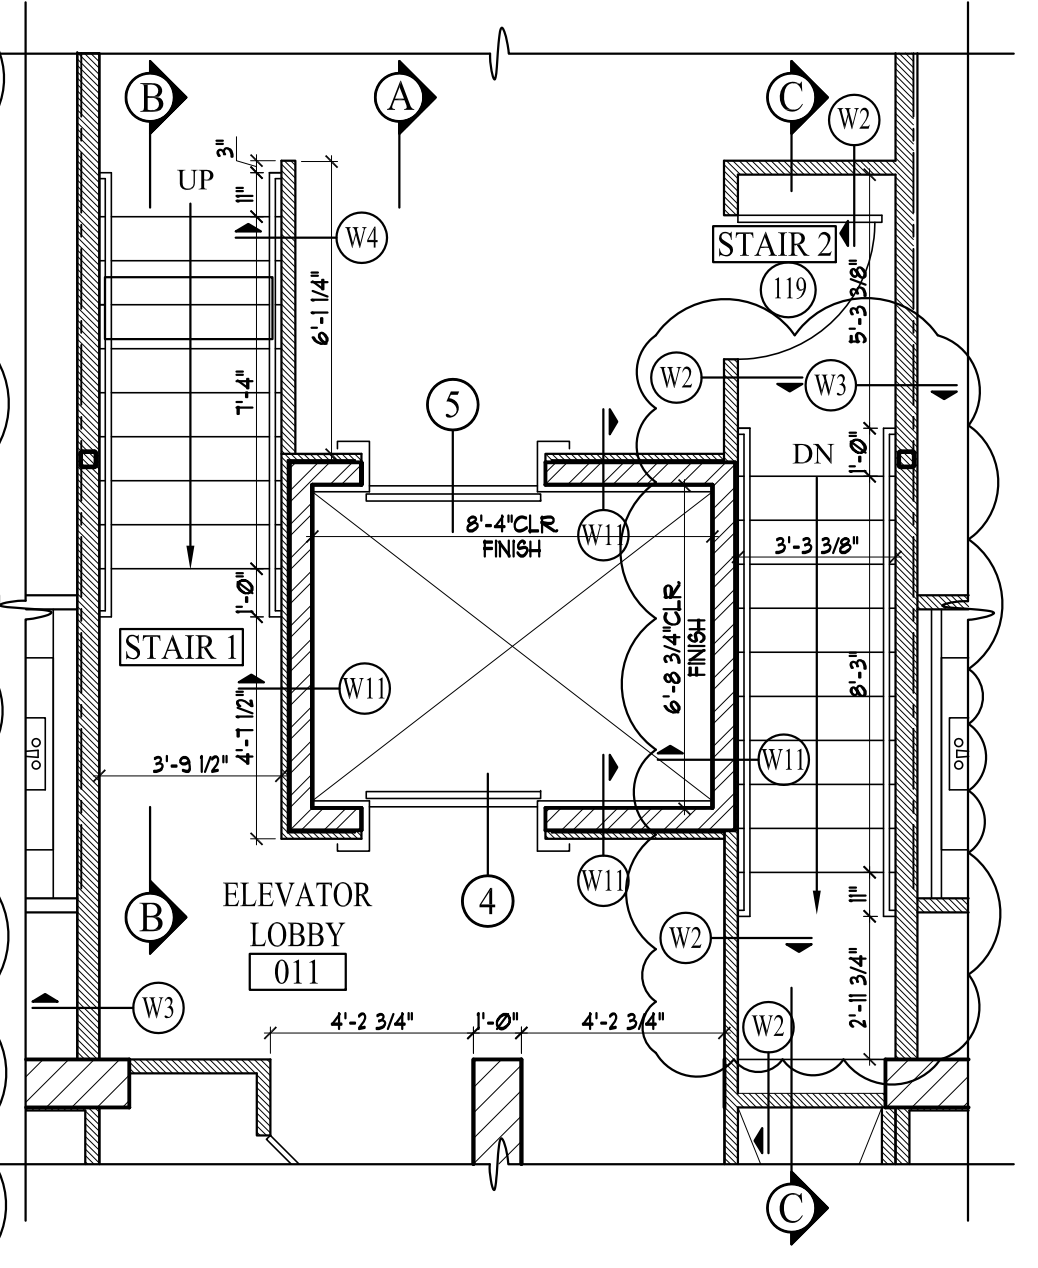 B
A
C
W2
3"
UP
11"
W4
STAIR 2
119
6'-1 1/4"
5'-3 3/8"
W2
W3
7'-4"
5
DN
1'-0"
8'-4"CLR
FINISH
W11
3'-3 3/8"
1'-0"
STAIR 1
6'-8 3/4"CLR
FINISH
8'-3"
W11
4'-7 1/2"
3'-9 1/2"
W11
ELEVATOR
LOBBY
011
4
W11
11"
B
W2
2'-11 3/4"
W3
4'-2 3/4"
1'-0"
4'-2 3/4"
W2
C